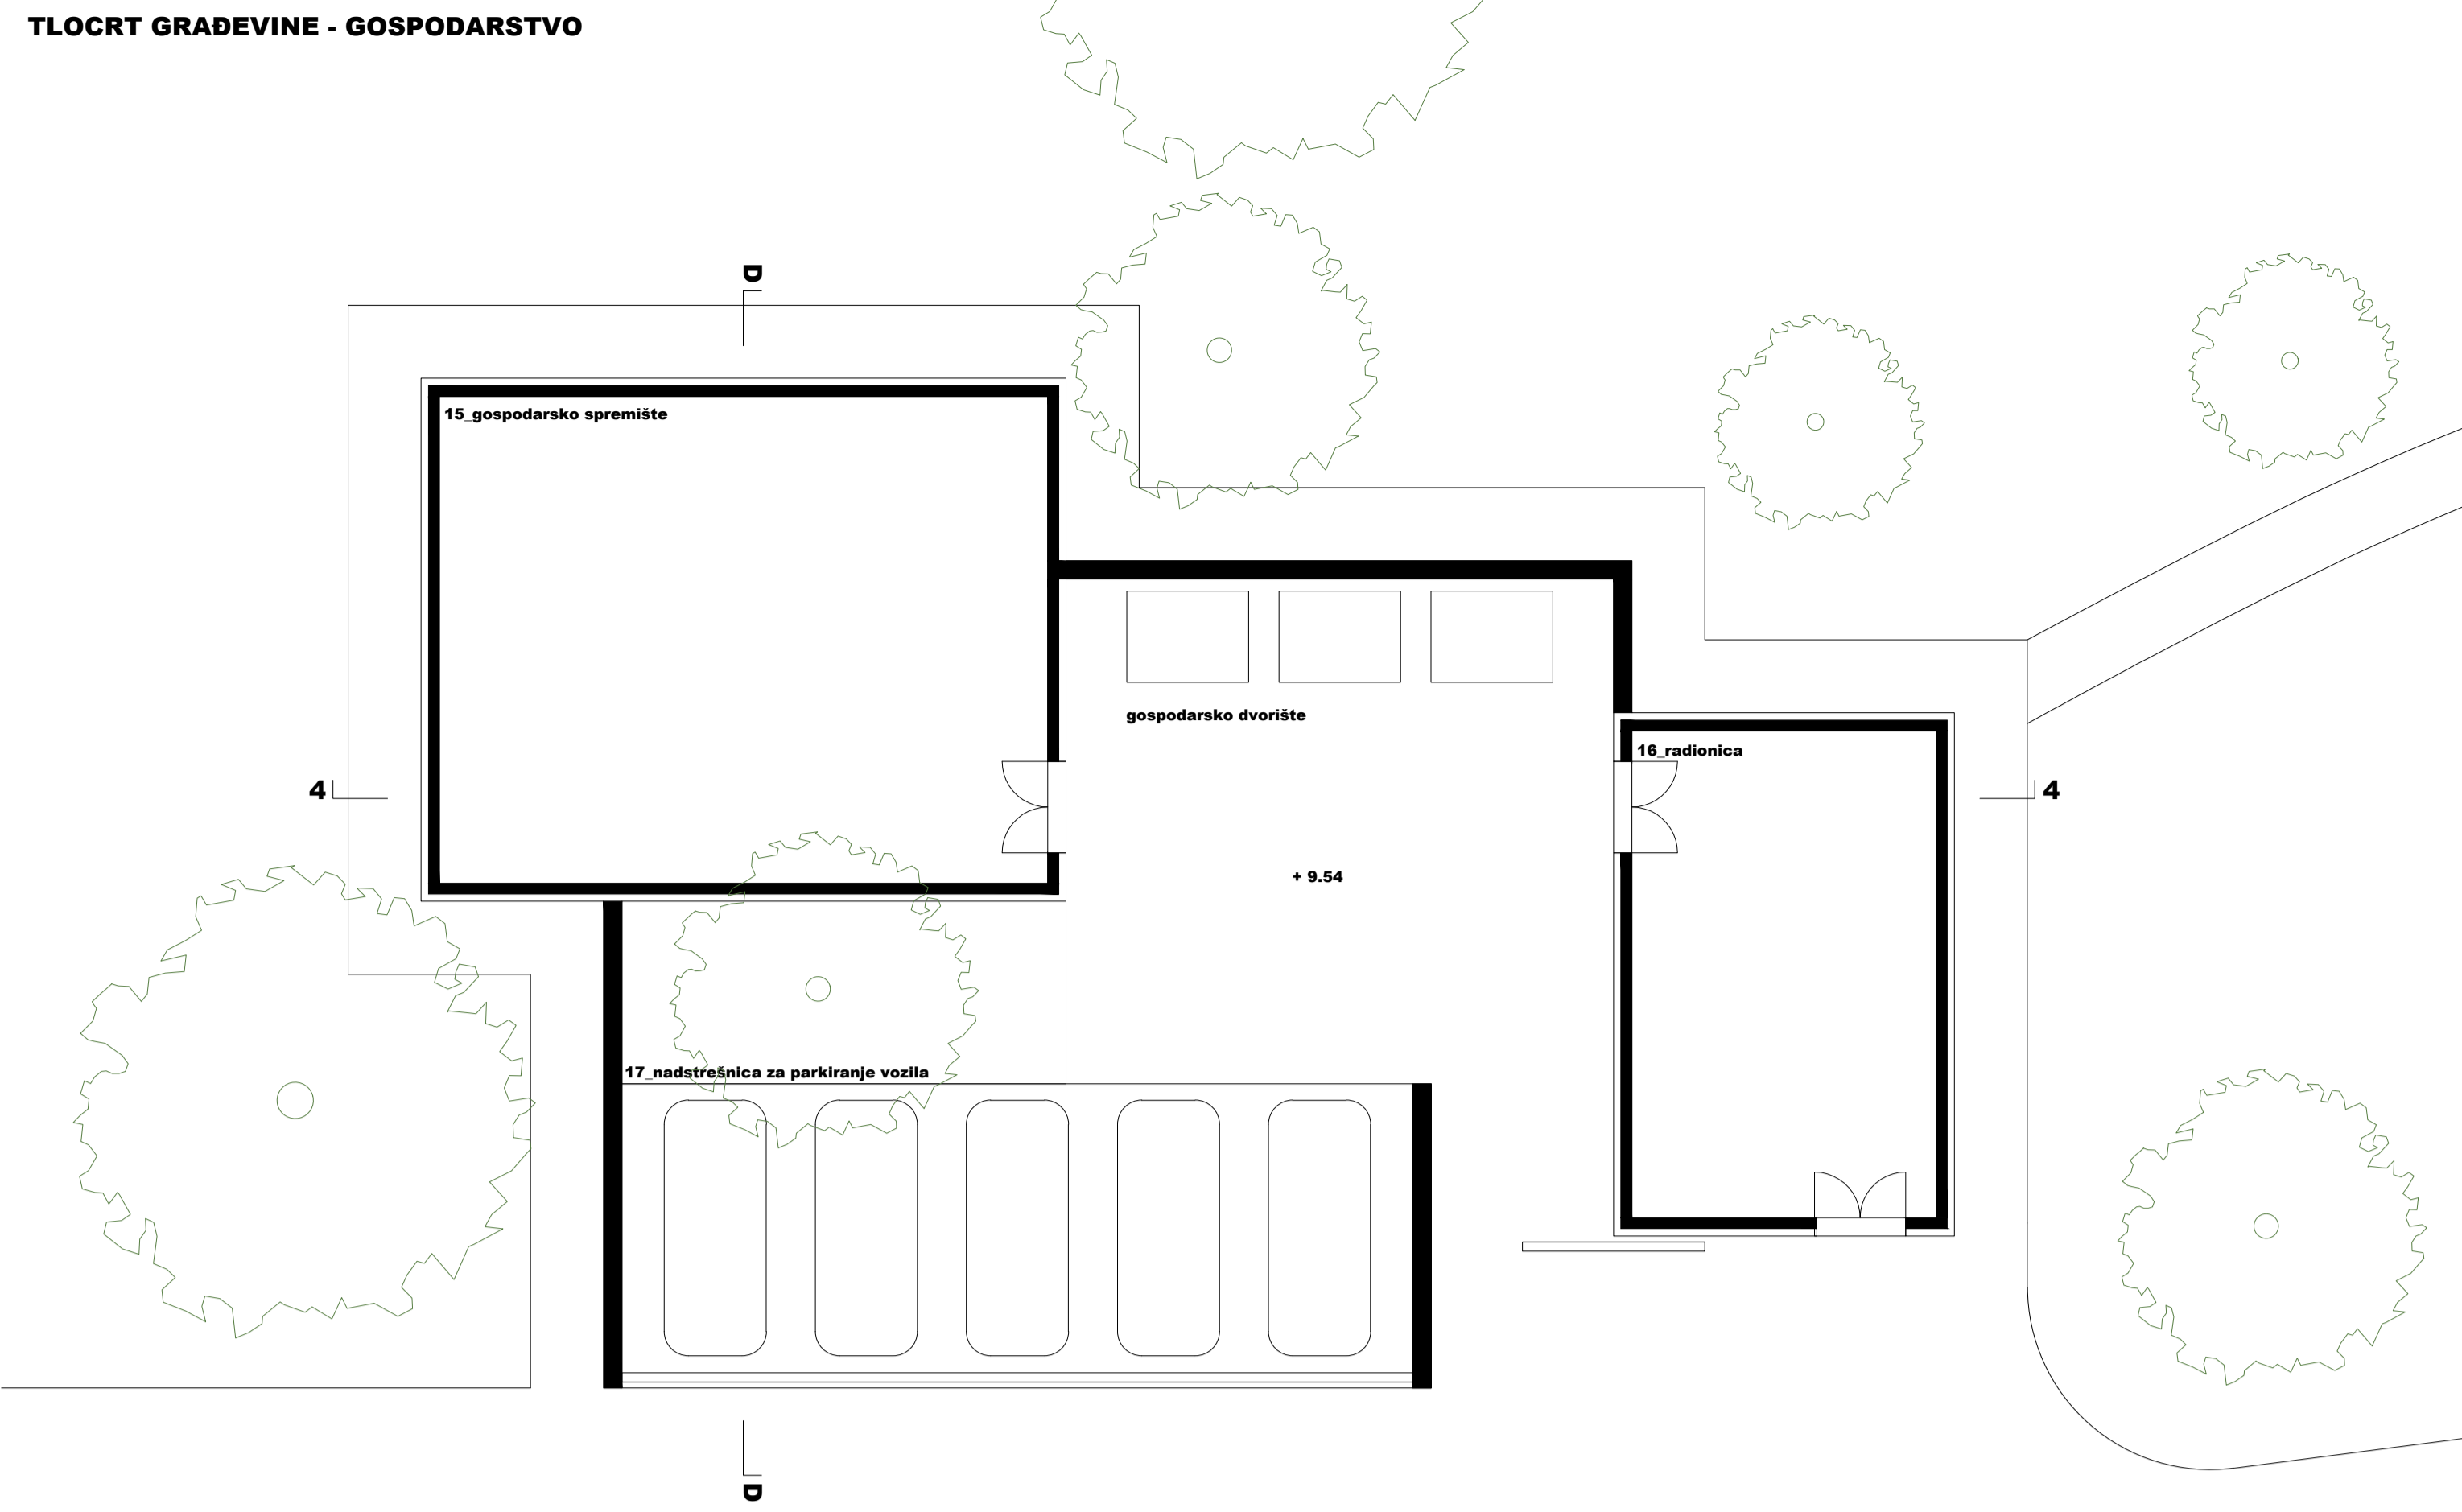 TLOCRT GRAĐEVINE - GOSPODARSTVO
D
15_gospodarsko spremište
gospodarsko dvorište
16_radionica
4
4
+ 9.54
17_nadstrešnica za parkiranje vozila
D